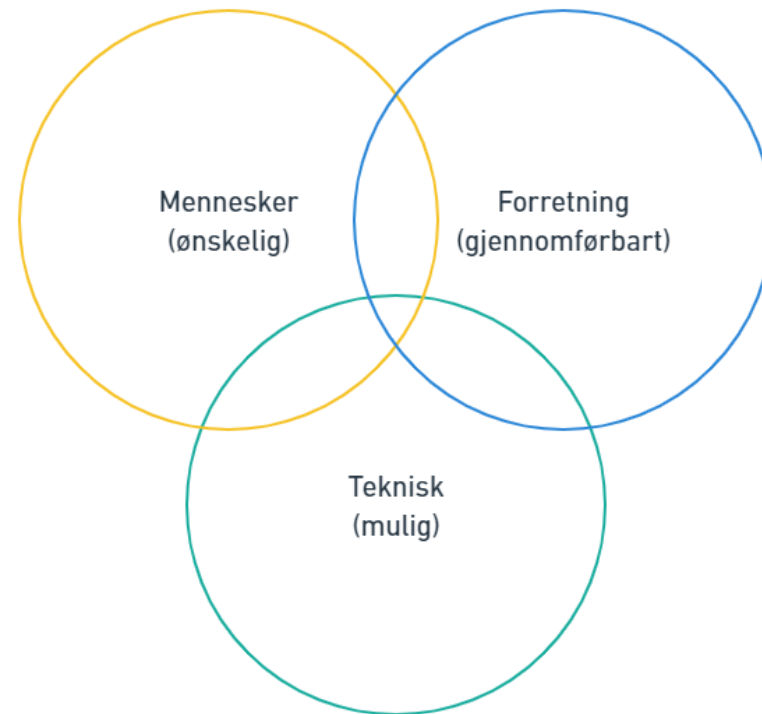 Mennesker
(ønskelig)
Forretning
(gjennomførbart)
Teknisk
(mulig)